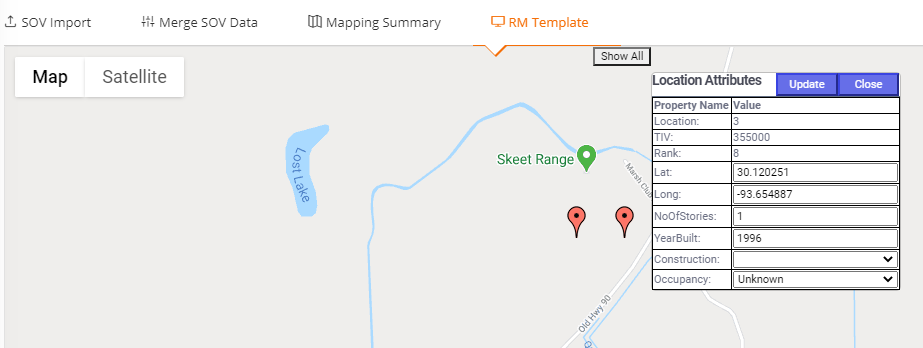 SOV Import
Merge SOV Data
Mapping Summary
RM Template
Show All
Map
Satellite
Location Attributes
Update
Close
Property Name Value
Location: 3
TIV: 355000
Rank: 8
Lat: 30.120251
Long: -93.654887
NoOfStories: 1
YearBuilt: 1996
Construction:
Occupancy: Unknown
Lost Lake
Skeet Range
Marsh Club
Old Hwy 90